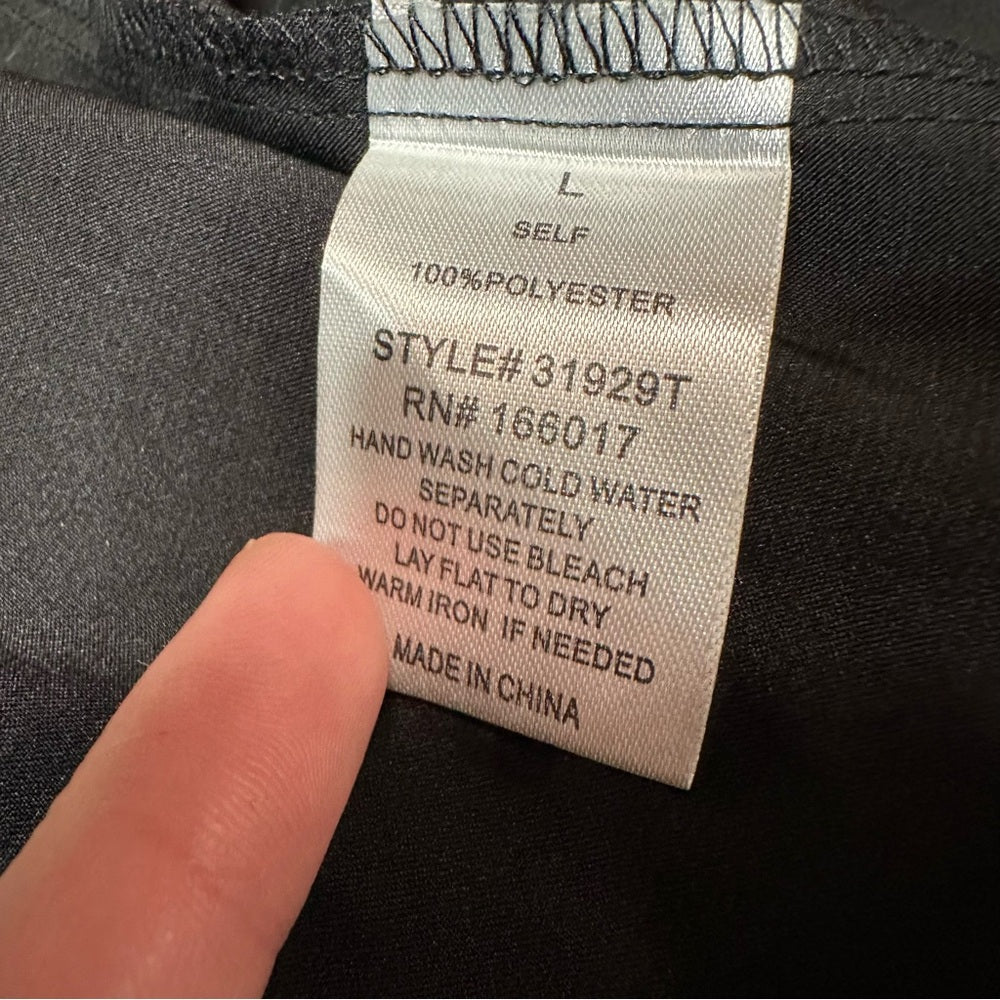 L
SELF
100%POLYESTER
STYLE# 31929T
RN# 166017
HAND WASH COLD WATER
SEPARATELY
DO NOT USE BLEACH
LAY FLAT TO DRY
WARM IRON IF NEEDED
MADE IN CHINA